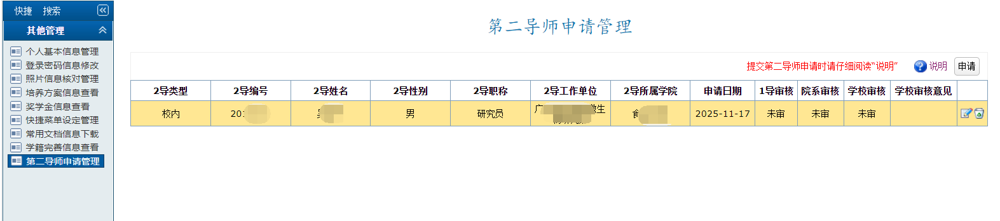 快捷 搜索
其他管理
个人基本信息管理
登录密码信息修改
照片信息核对管理
培养方案信息查看
奖学金信息查看
快捷菜单设定管理
常用文档信息下载
学籍完善信息查看
第二导师申请管理
第二导师申请管理
提交第二导师申请时请仔细阅读“说明” 说明 申请
2导类型 2导编号 2导姓名 2导性别 2导职称 2导工作单位 2导所属学院 申请日期 1导审核 院系审核 学校审核 学校审核意见
校内 201 男 研究员 广 生 食 2025-11-17 未审 未审 未审